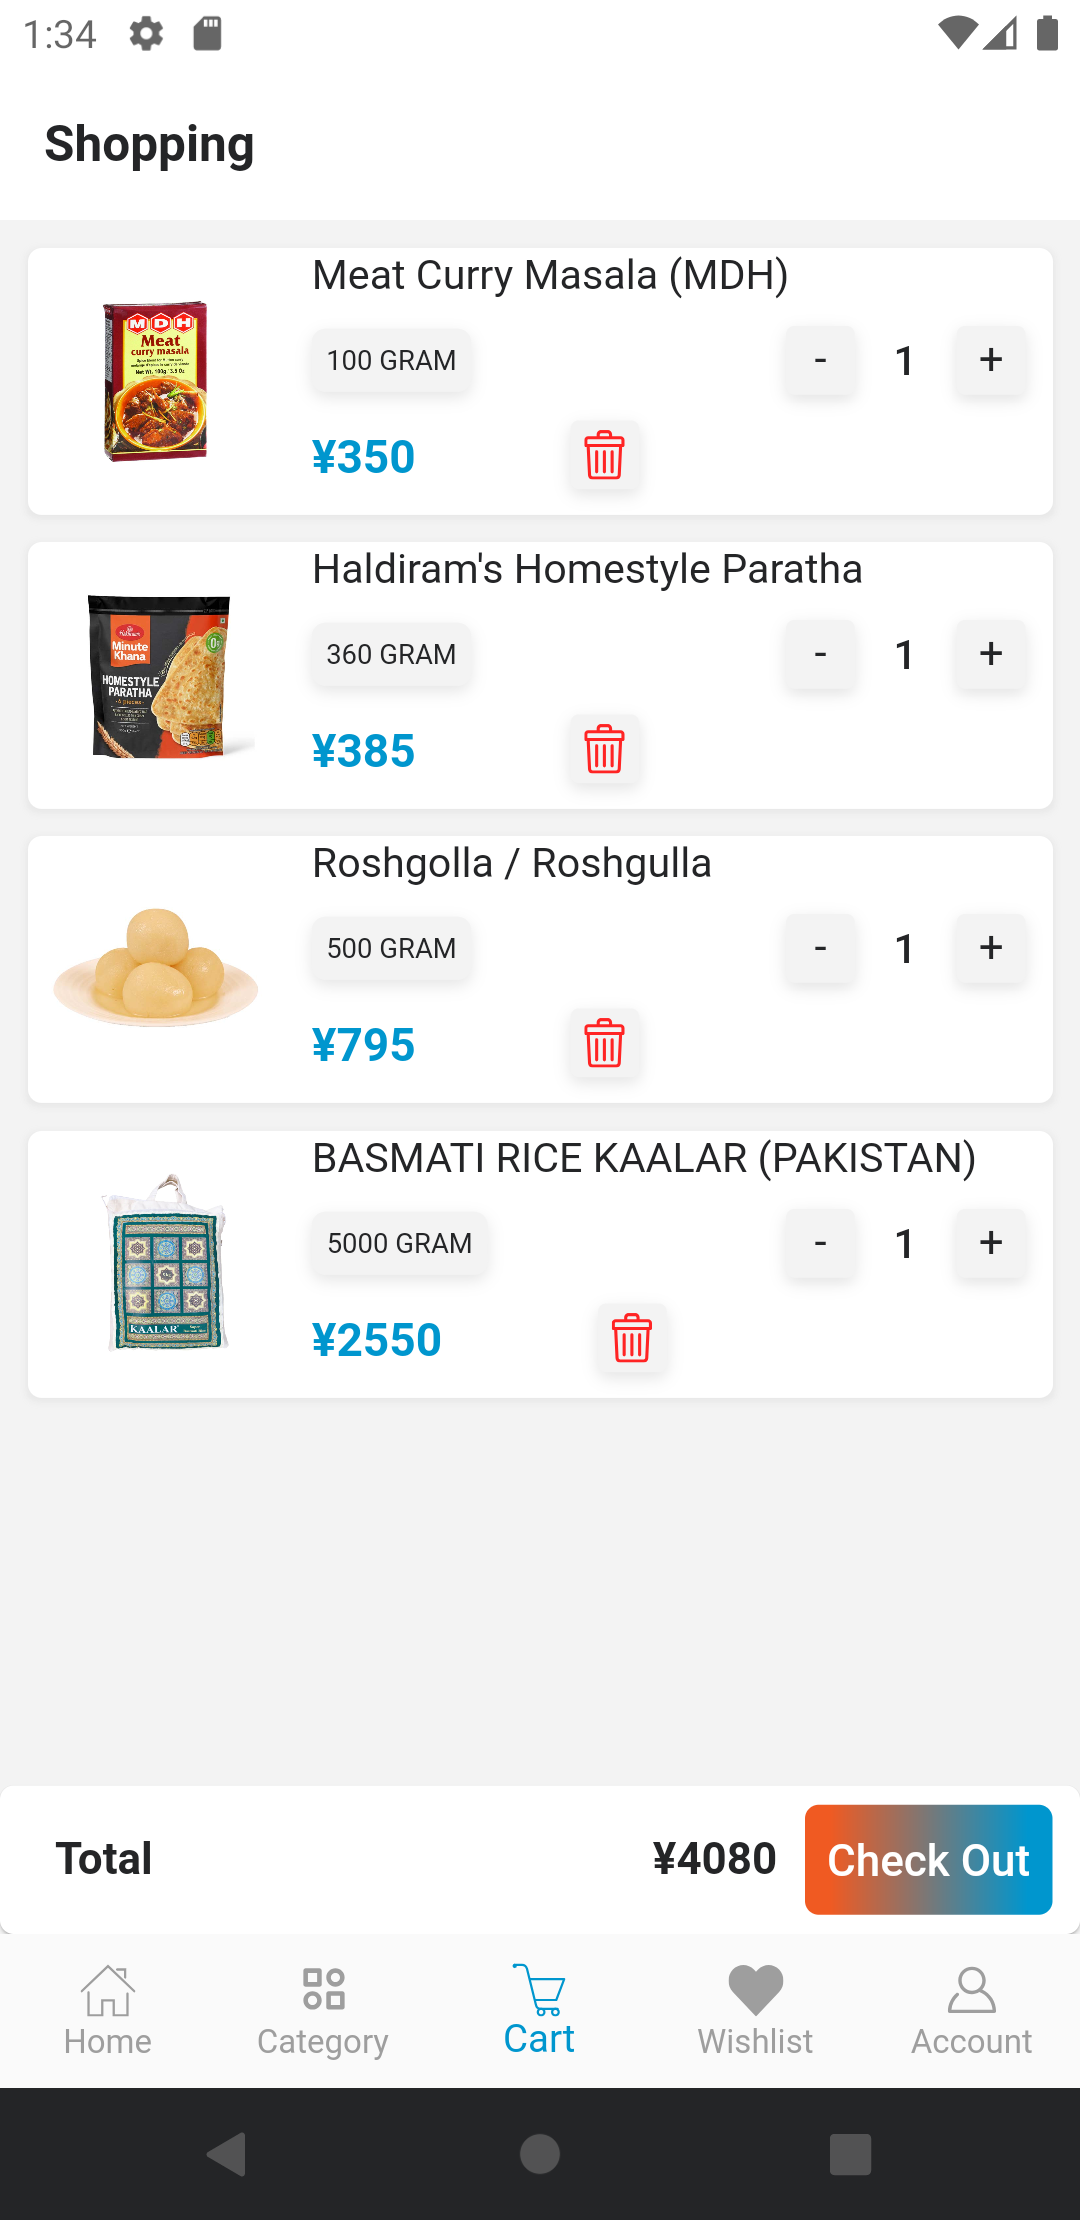 1:34
Shopping
Meat Curry Masala (MDH)
MDH
Meat
curry masala
100 GRAM
-
1
+
¥350
Haldiram's Homestyle Paratha
Minute
Khana
HOMESTYLE
PARATHA
360 GRAM
-
1
+
¥385
Roshgolla / Roshgulla
500 GRAM
-
1
+
¥795
BASMATI RICE KAALAR (PAKISTAN)
KAALAR
5000 GRAM
-
1
+
¥2550
Total
¥4080
Check Out
Home
Category
Cart
Wishlist
Account